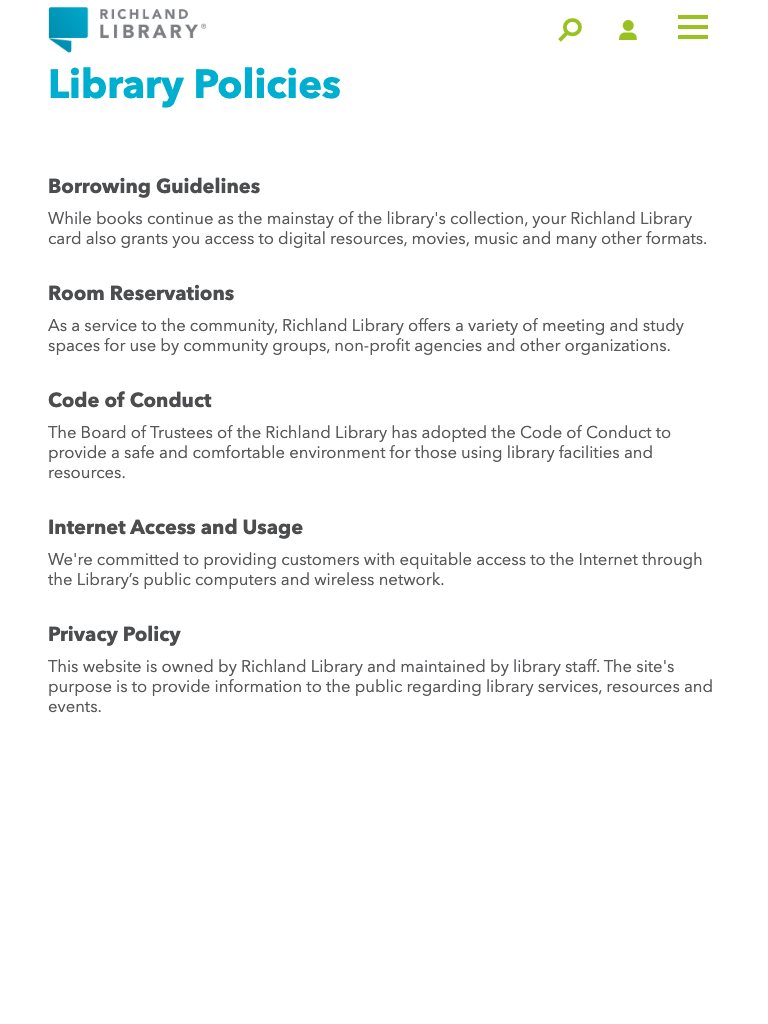 RICHLAND
LIBRARY®
Library Policies
Borrowing Guidelines
While books continue as the mainstay of the library's collection, your Richland Library
card also grants you access to digital resources, movies, music and many other formats.
Room Reservations
As a service to the community, Richland Library offers a variety of meeting and study
spaces for use by community groups, non-profit agencies and other organizations.
Code of Conduct
The Board of Trustees of the Richland Library has adopted the Code of Conduct to
provide a safe and comfortable environment for those using library facilities and
resources.
Internet Access and Usage
We're committed to providing customers with equitable access to the Internet through
the Library’s public computers and wireless network.
Privacy Policy
This website is owned by Richland Library and maintained by library staff. The site's
purpose is to provide information to the public regarding library services, resources and
events.